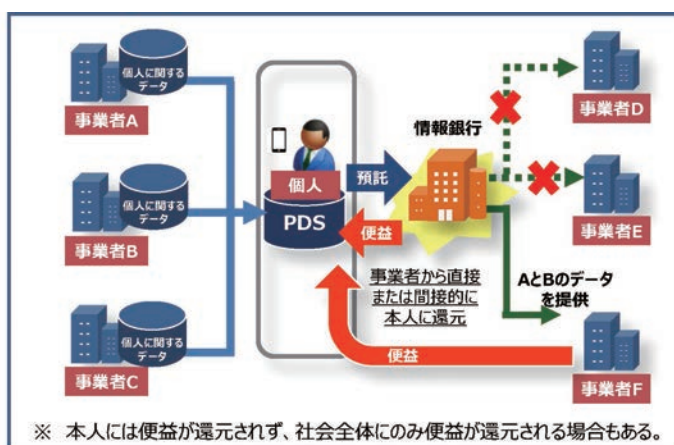 個人に関する
データ
事業者A
個人に関する
データ
事業者B
個人に関する
データ
事業者C
個人
PDS
預託
便益
情報銀行
事業者から直接
または間接的に
本人に還元
便益
AとBのデータ
を提供
事業者D
事業者E
事業者F
※ 本人には便益が還元されず、社会全体にのみ便益が還元される場合もある。